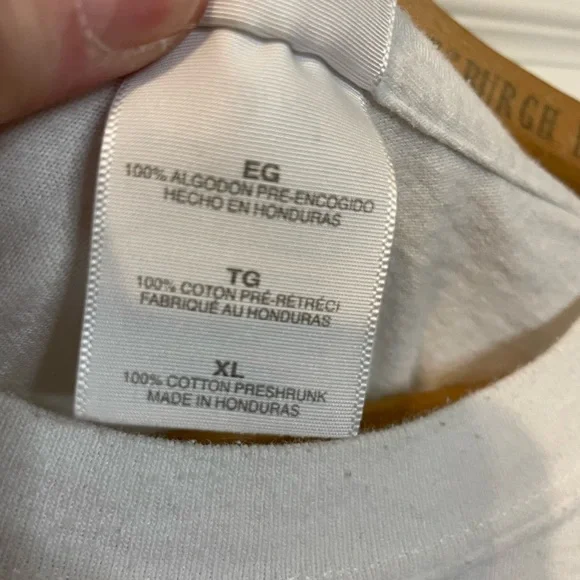 EG
100% ALGODON PRE-ENCOGIDO
HECHO EN HONDURAS
TG
100% COTON PRÉ-RÉTRÉCI
FABRIQUÉ AU HONDURAS
XL
100% COTTON PRESHRUNK
MADE IN HONDURAS